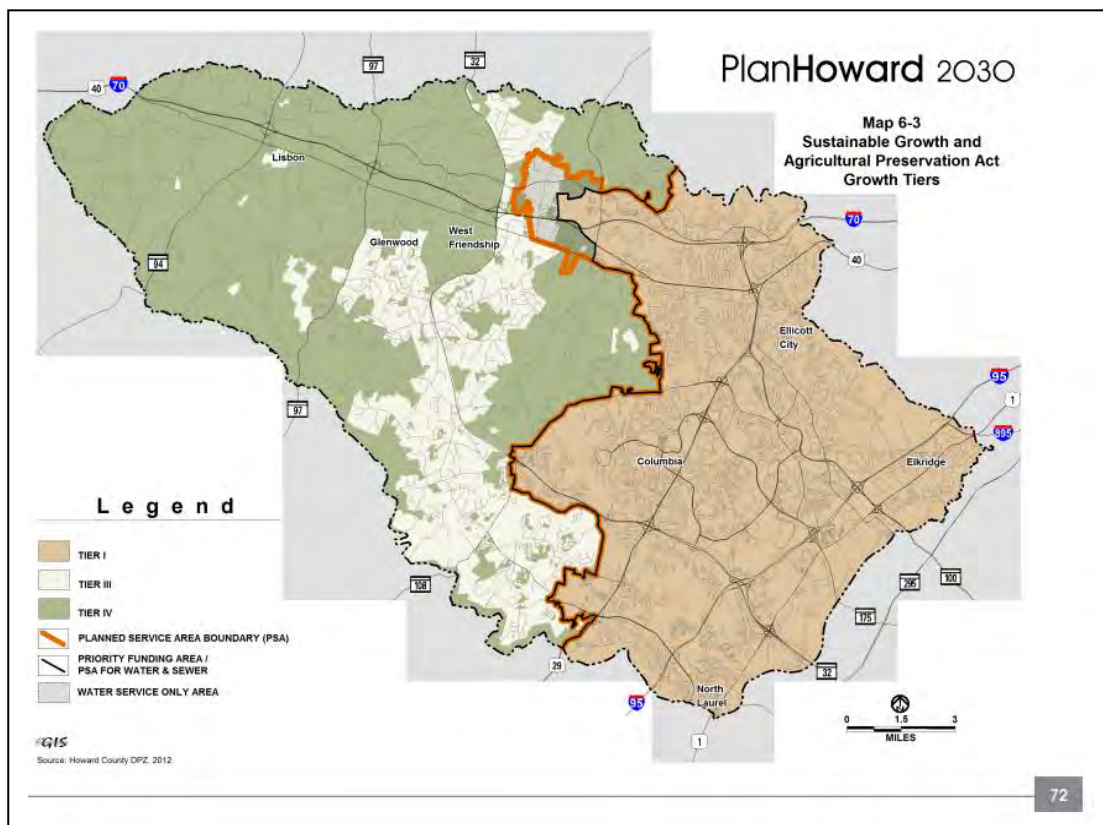 PlanHoward 2030
Map 6-3
Sustainable Growth and
Agricultural Preservation Act
Growth Tiers
97
32
40
70
Lisbon
70
40
Glenwood
West
Friendship
94
Ellicott
City
95
1
97
895
Columbia
Elkridge
Legend
TIER I
TIER III
TIER IV
PLANNED SERVICE AREA BOUNDARY (PSA)
PRIORITY FUNDING AREA /
PSA FOR WATER & SEWER
WATER SERVICE ONLY AREA
108
295
100
175
29
32
95
North
Laurel
1
0 1.5 3
MILES
GIS
Source: Howard County DPZ, 2012
72